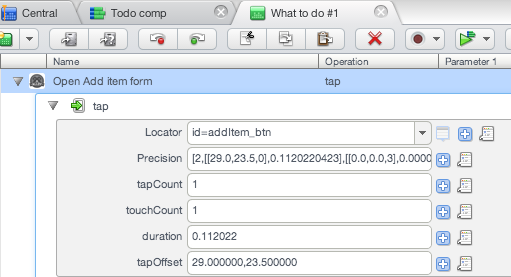 Central Todo comp What to do #1
Name Operation Parameter 1
Open Add item form tap
tap
Locator id=addItem_btn
Precision [2,[[29.0,23.5,0],0.1120220423],[[0.0,0.0,3],0.0000
tapCount 1
touchCount 1
duration 0.112022
tapOffset 29.000000,23.500000